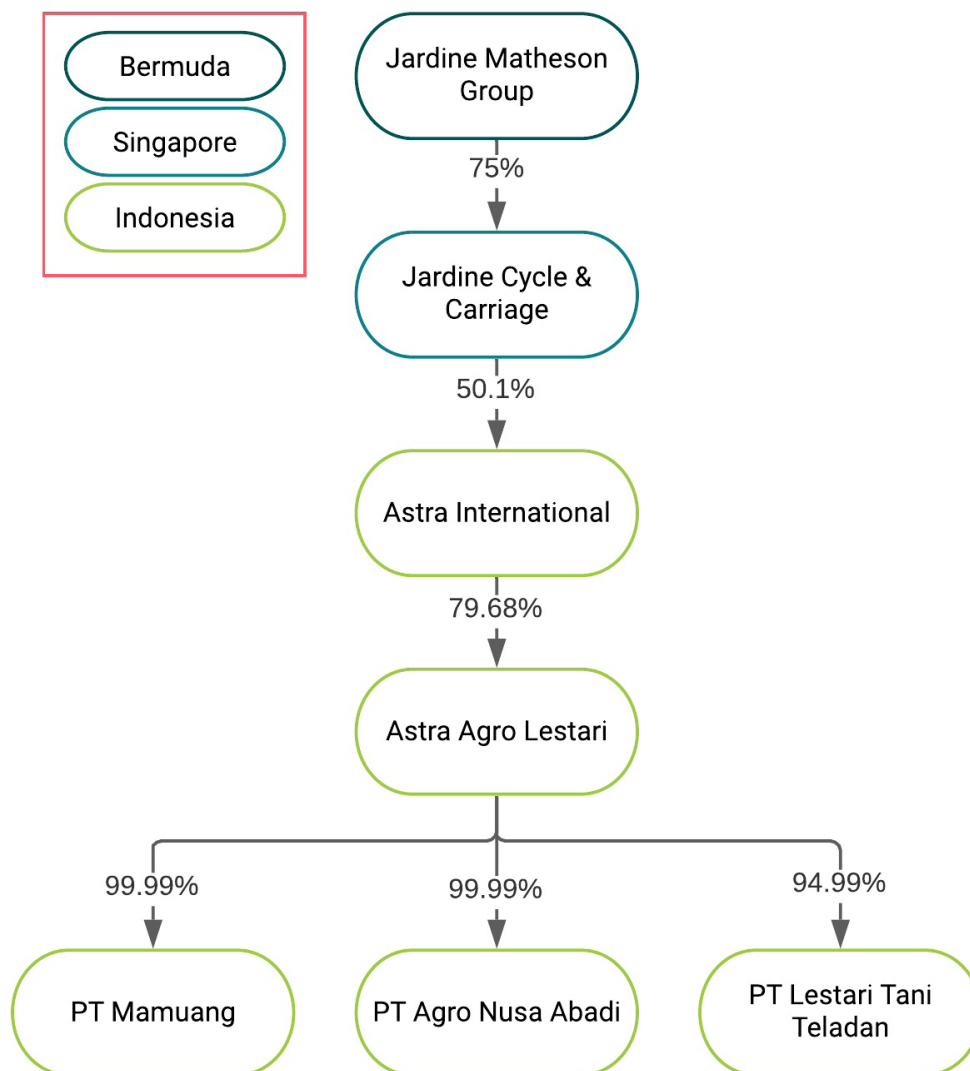 Bermuda
Singapore
Indonesia
Jardine Matheson
Group
75%
Jardine Cycle &
Carriage
50.1%
Astra International
79.68%
Astra Agro Lestari
99.99%
99.99%
94.99%
PT Mamuang
PT Agro Nusa Abadi
PT Lestari Tani
Teladan